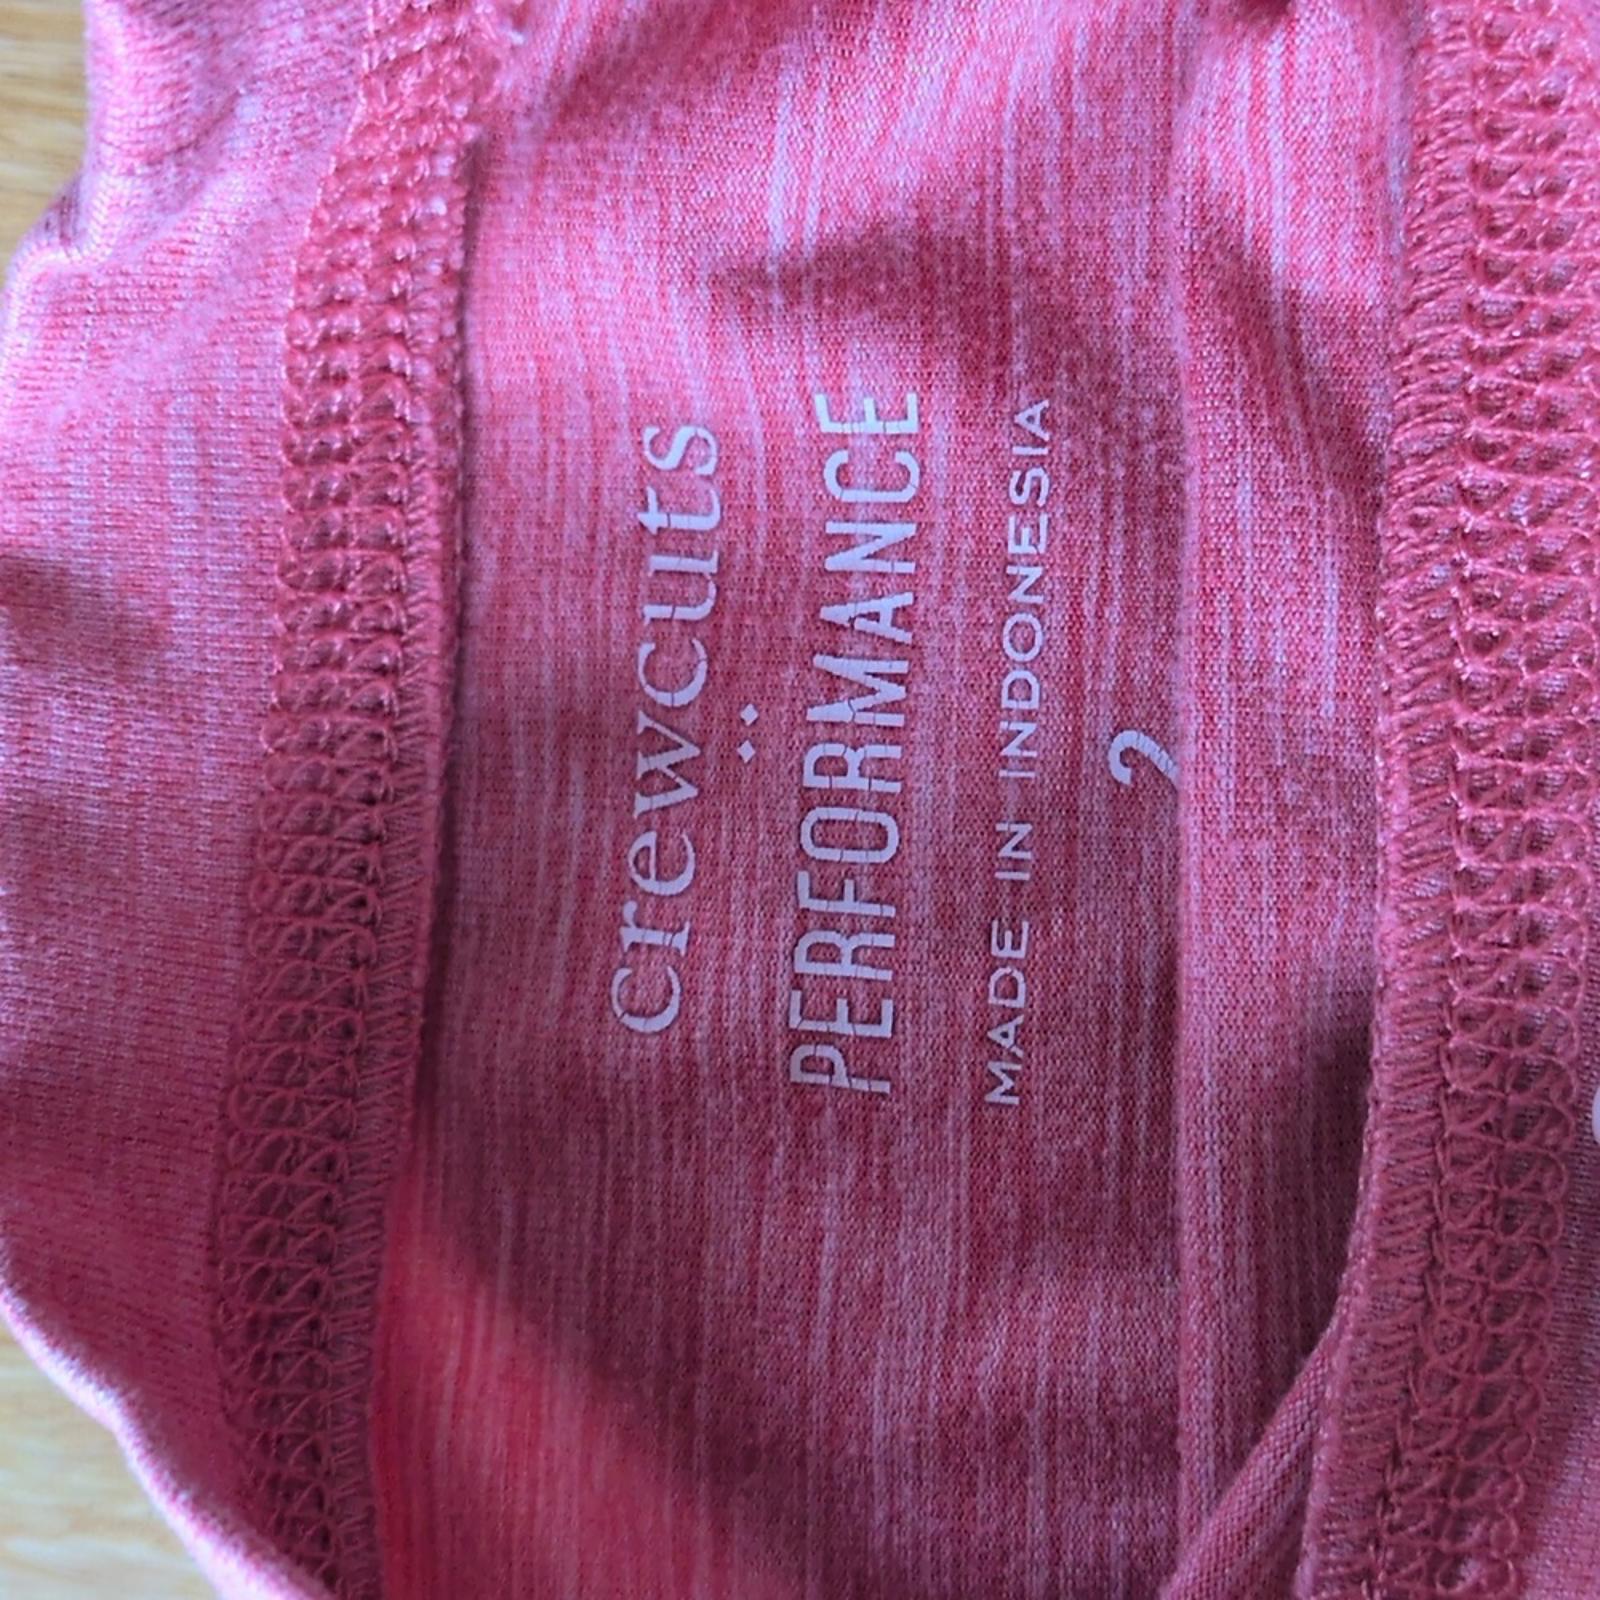 crewcuts
PERFORMANCE
MADE IN INDONESIA
2